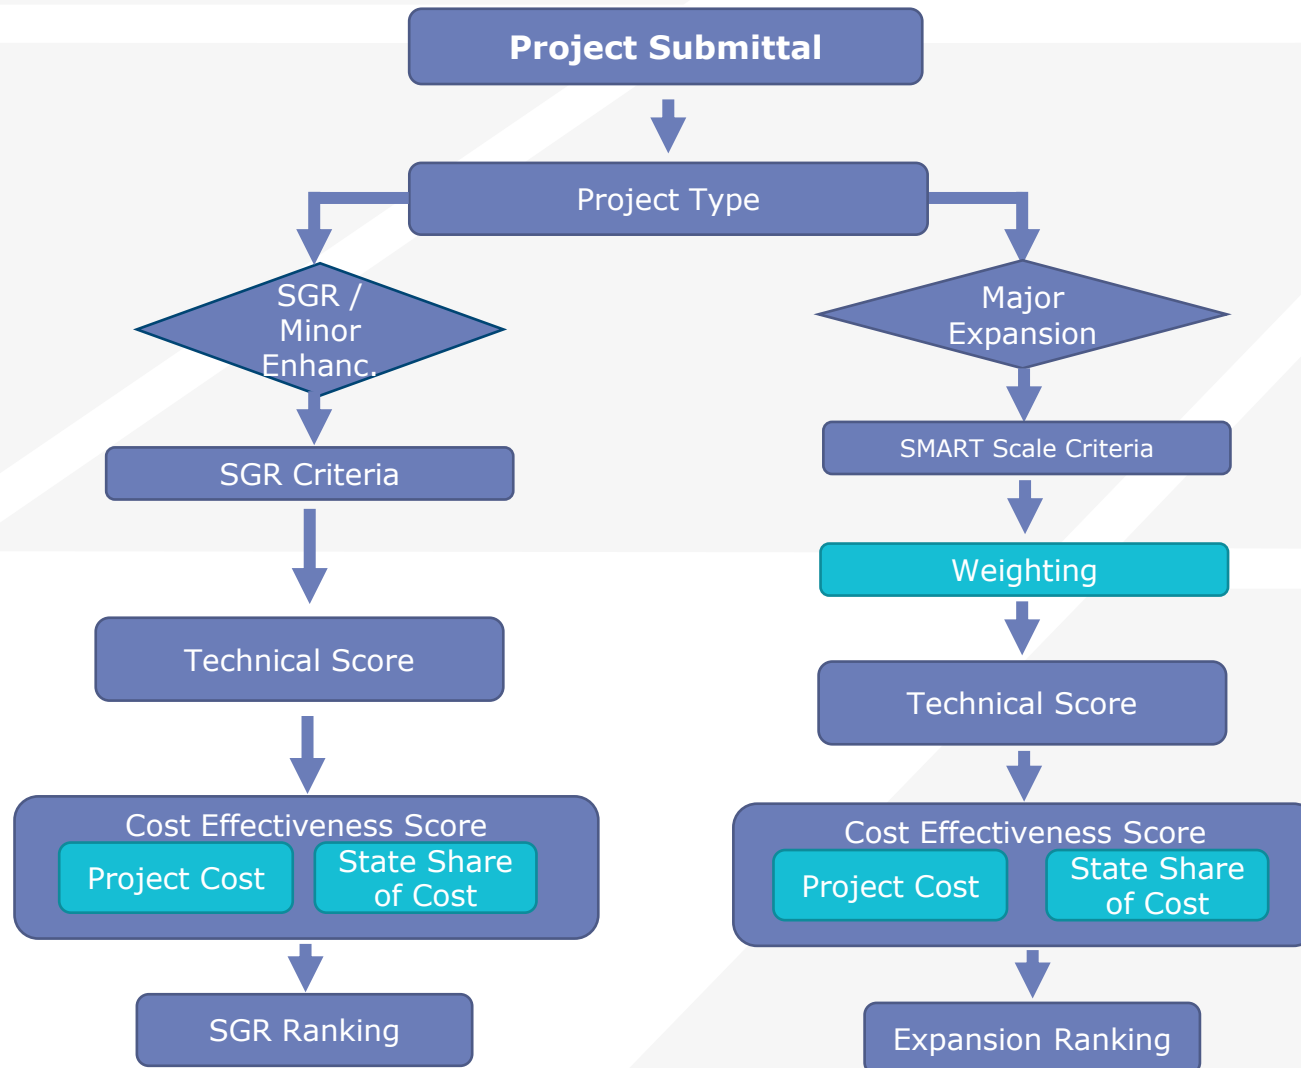 Project Submittal
Project Type
SGR /
Minor
Enhanc.
SGR Criteria
Technical Score
Cost Effectiveness Score
Project Cost
State Share
of Cost
SGR Ranking
Major
Expansion
SMART Scale Criteria
Weighting
Technical Score
Cost Effectiveness Score
Project Cost
State Share
of Cost
Expansion Ranking